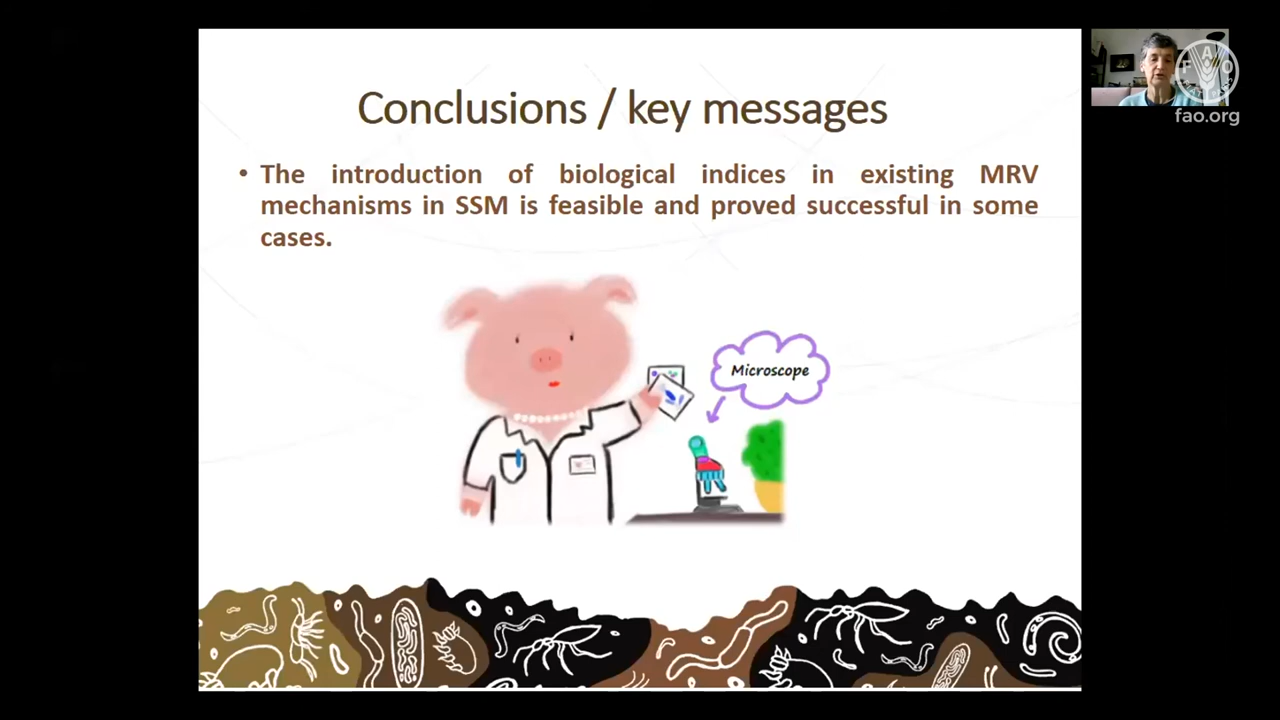 Conclusions / key messages
• The introduction of biological indices in existing MRV
mechanisms in SSM is feasible and proved successful in some
cases.
Microscope
F A O
fao.org